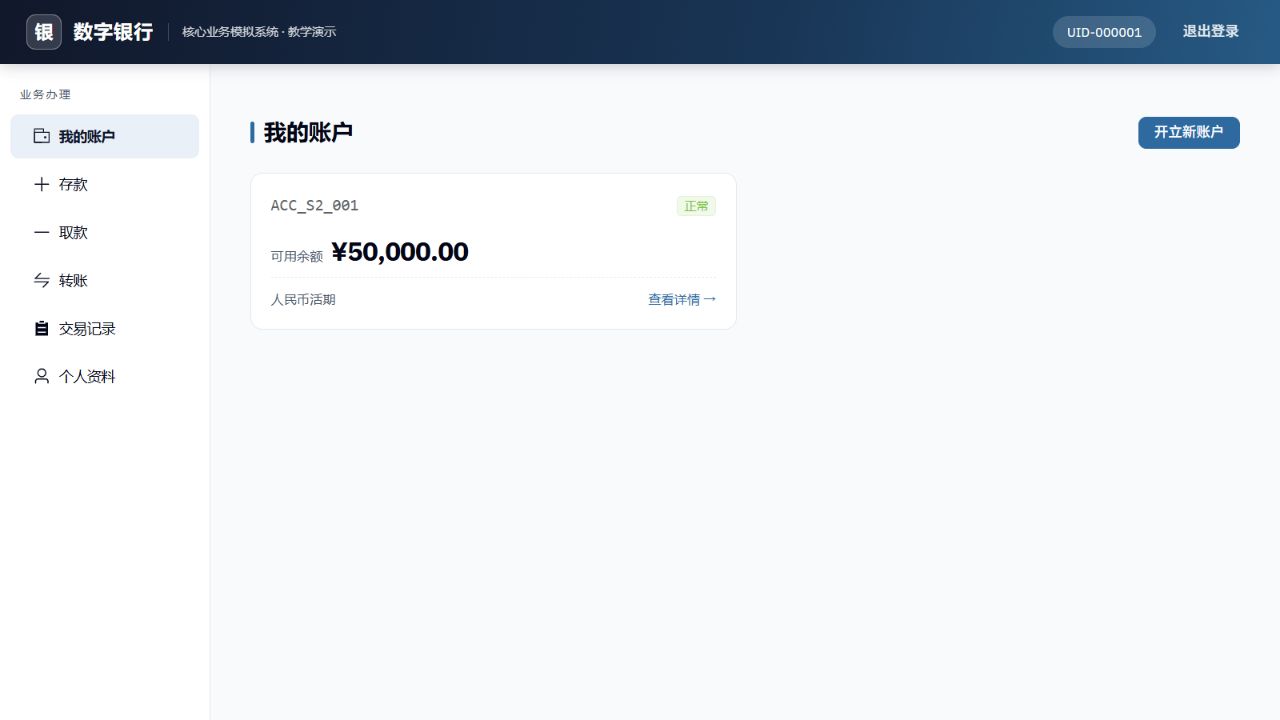 银 数字银行 核心业务模拟系统 · 教学演示 UID-000001 退出登录
业务办理
我的账户
存款
取款
转账
交易记录
个人资料
我的账户 开立新账户
ACC_S2_001 正常
可用余额 ¥50,000.00
人民币活期 查看详情 →